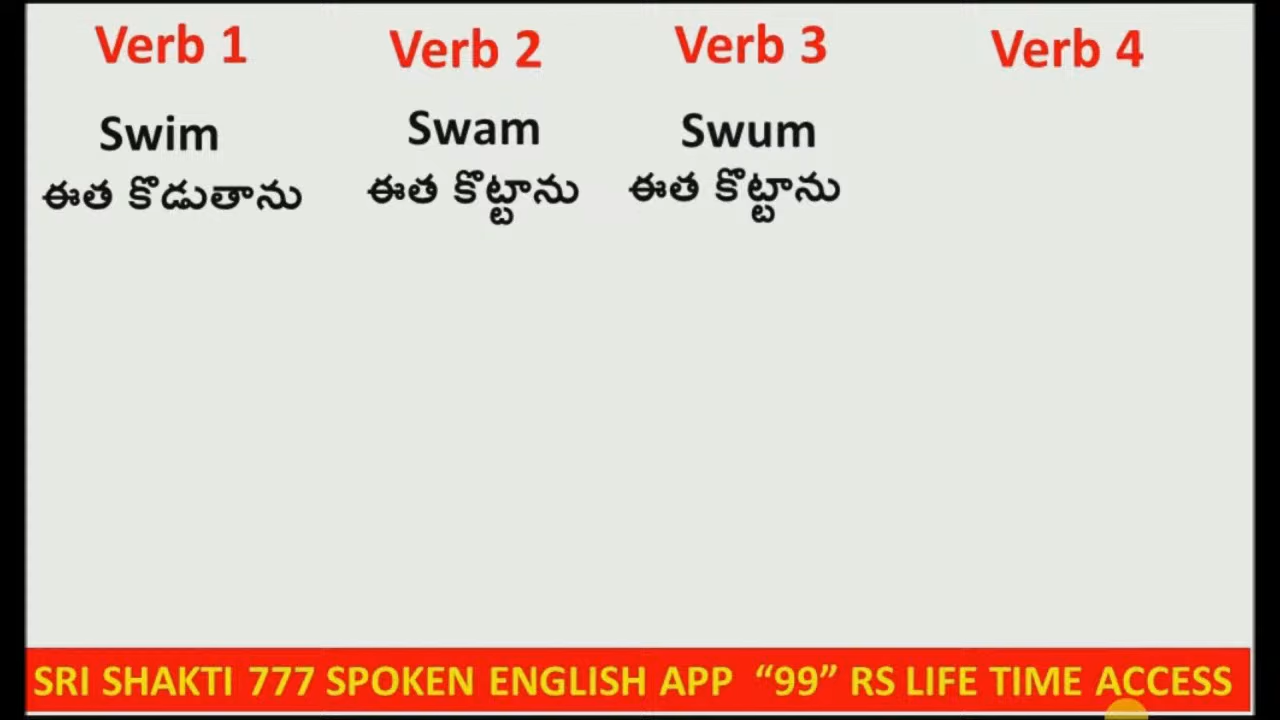 Verb 1 Verb 2 Verb 3 Verb 4
Swim Swam Swum
ఈత కొడుతాను ఈత కొట్టాను ఈత కొట్టాను
SRI SHAKTI 777 SPOKEN ENGLISH APP “99” RS LIFE TIME ACCESS